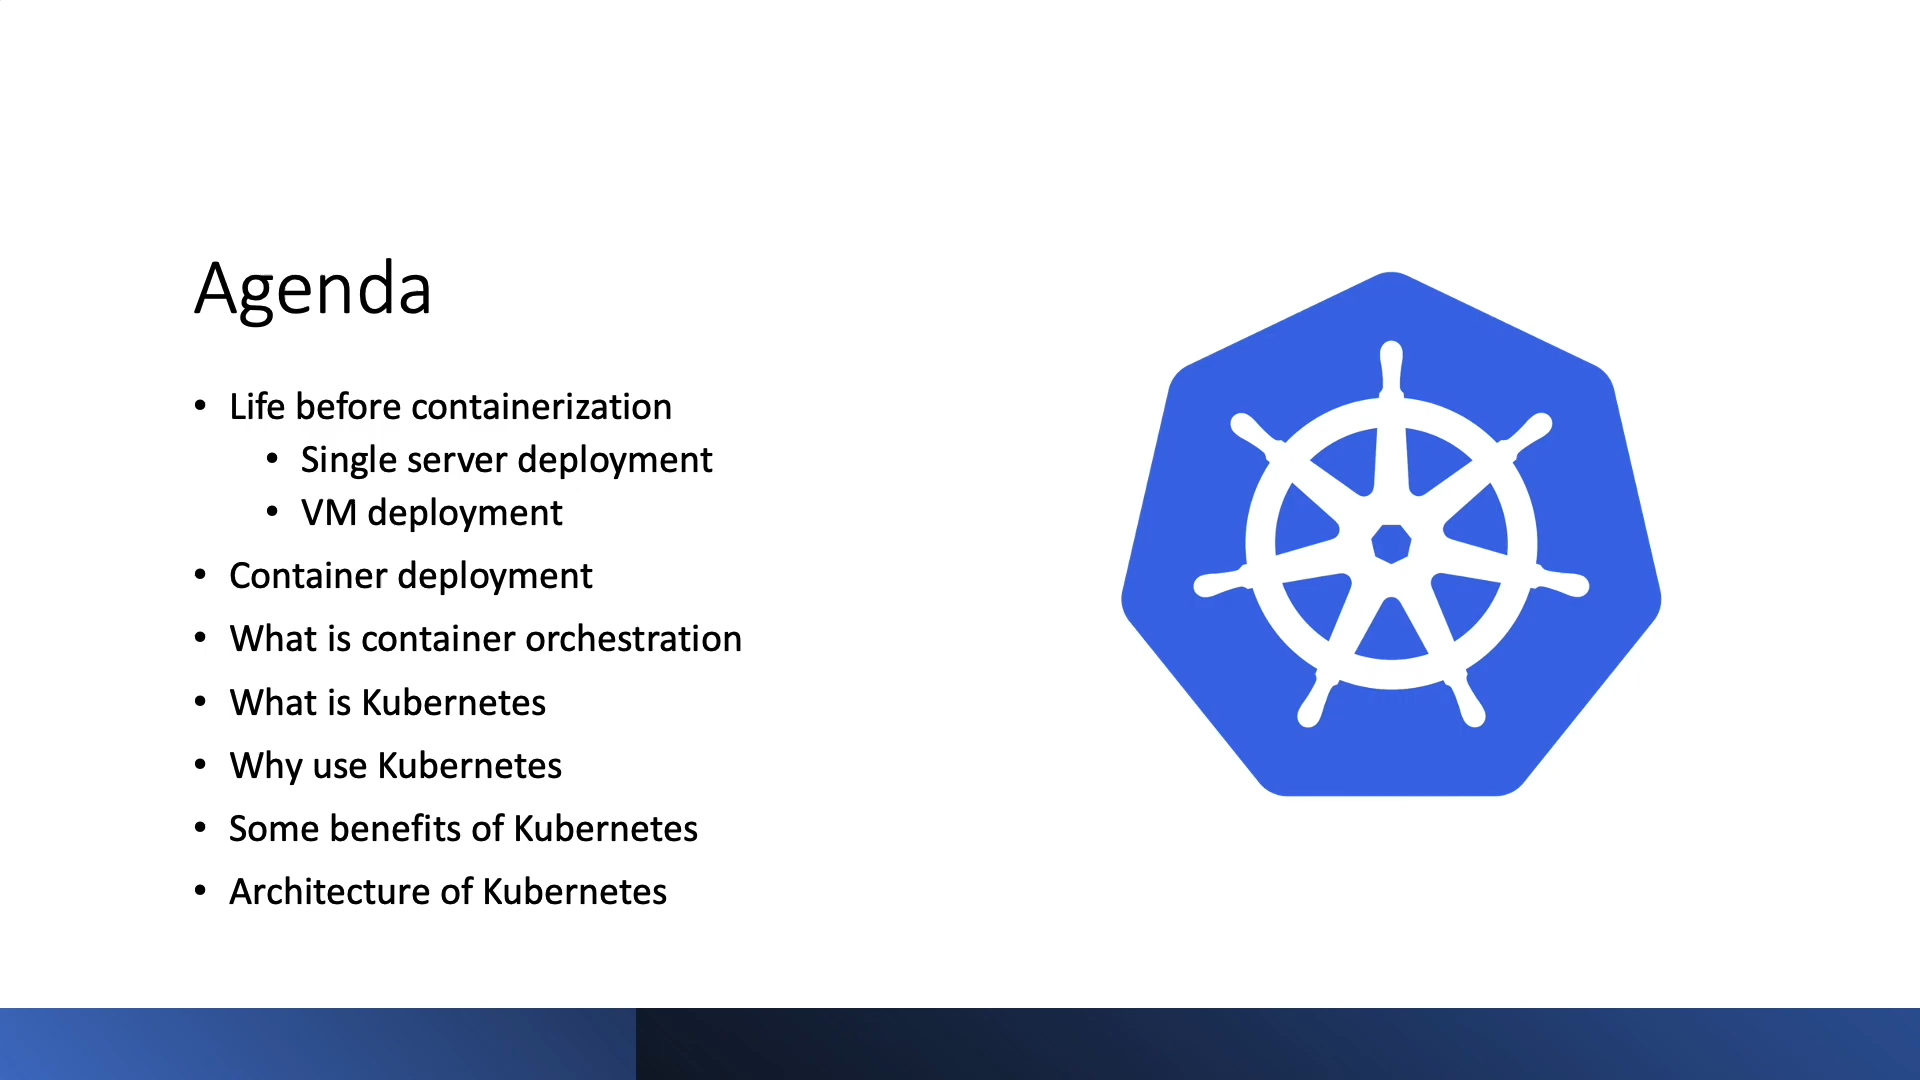 Agenda
• Life before containerization
• Single server deployment
• VM deployment
• Container deployment
• What is container orchestration
• What is Kubernetes
• Why use Kubernetes
• Some benefits of Kubernetes
• Architecture of Kubernetes